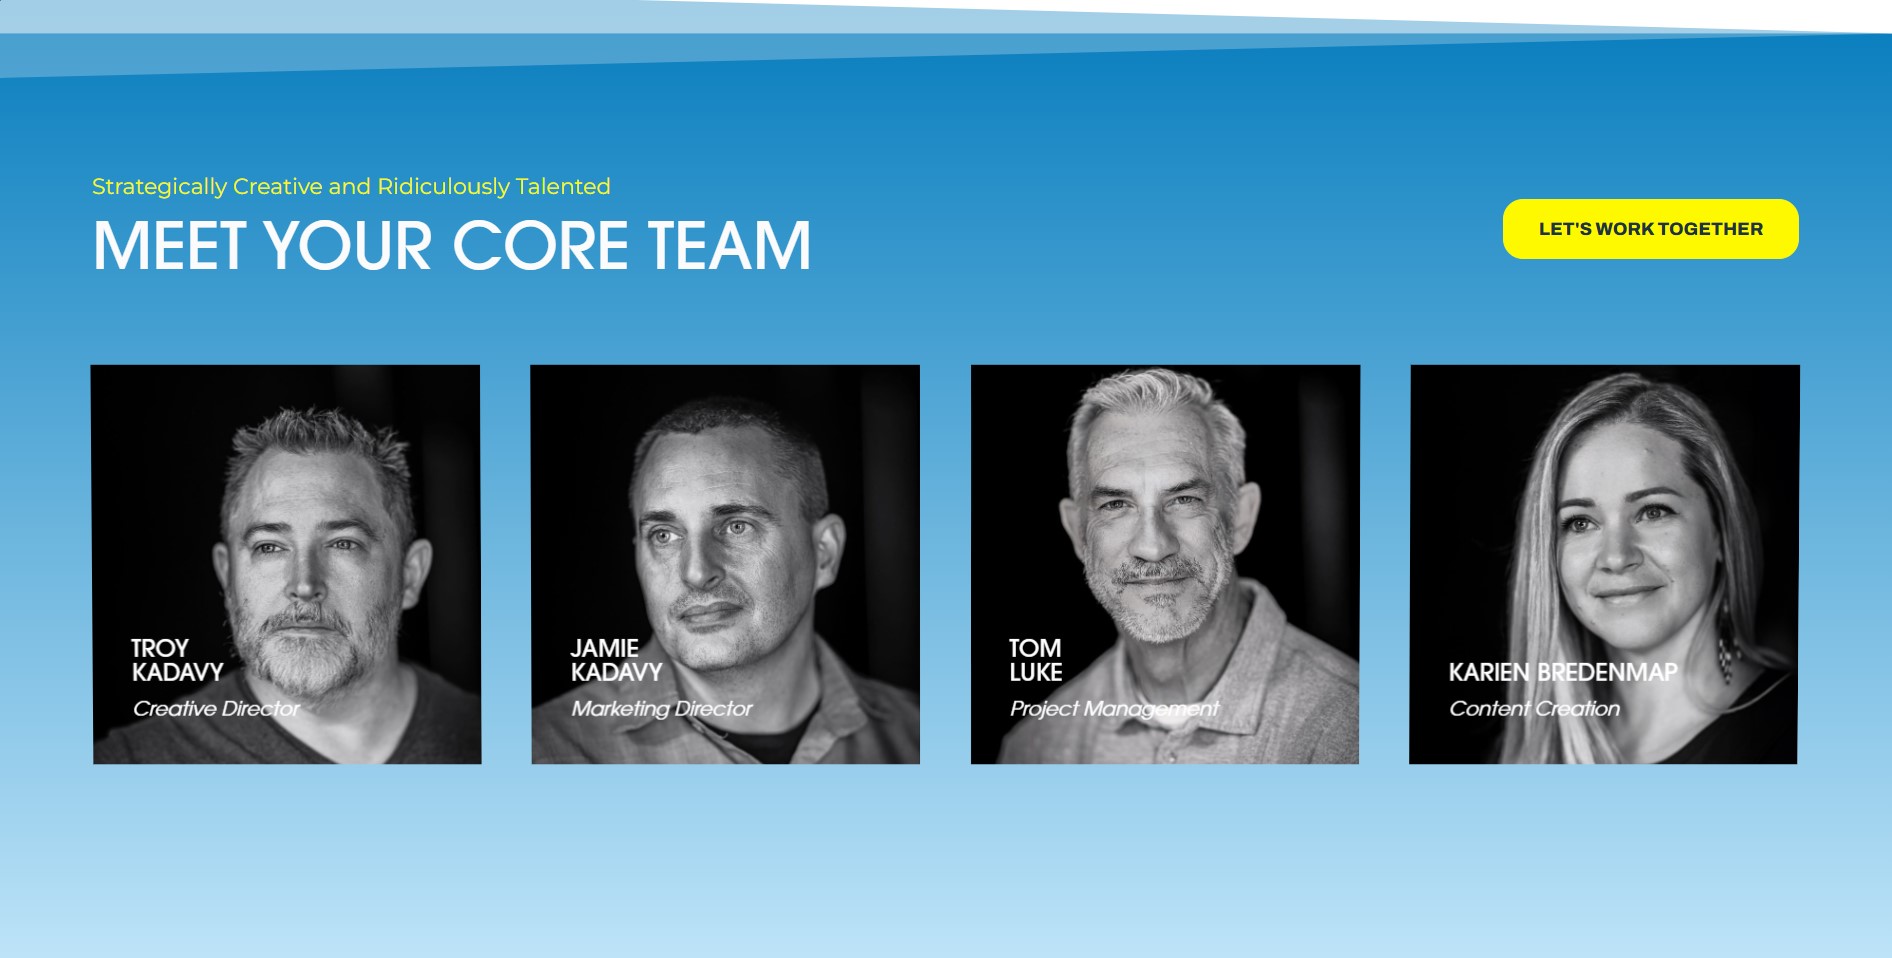 Strategically Creative and Ridiculously Talented
MEET YOUR CORE TEAM
LET'S WORK TOGETHER
TROY
KADAVY
Creative Director
JAMIE
KADAVY
Marketing Director
TOM
LUKE
Project Management
KARIEN BREDENMAP
Content Creation